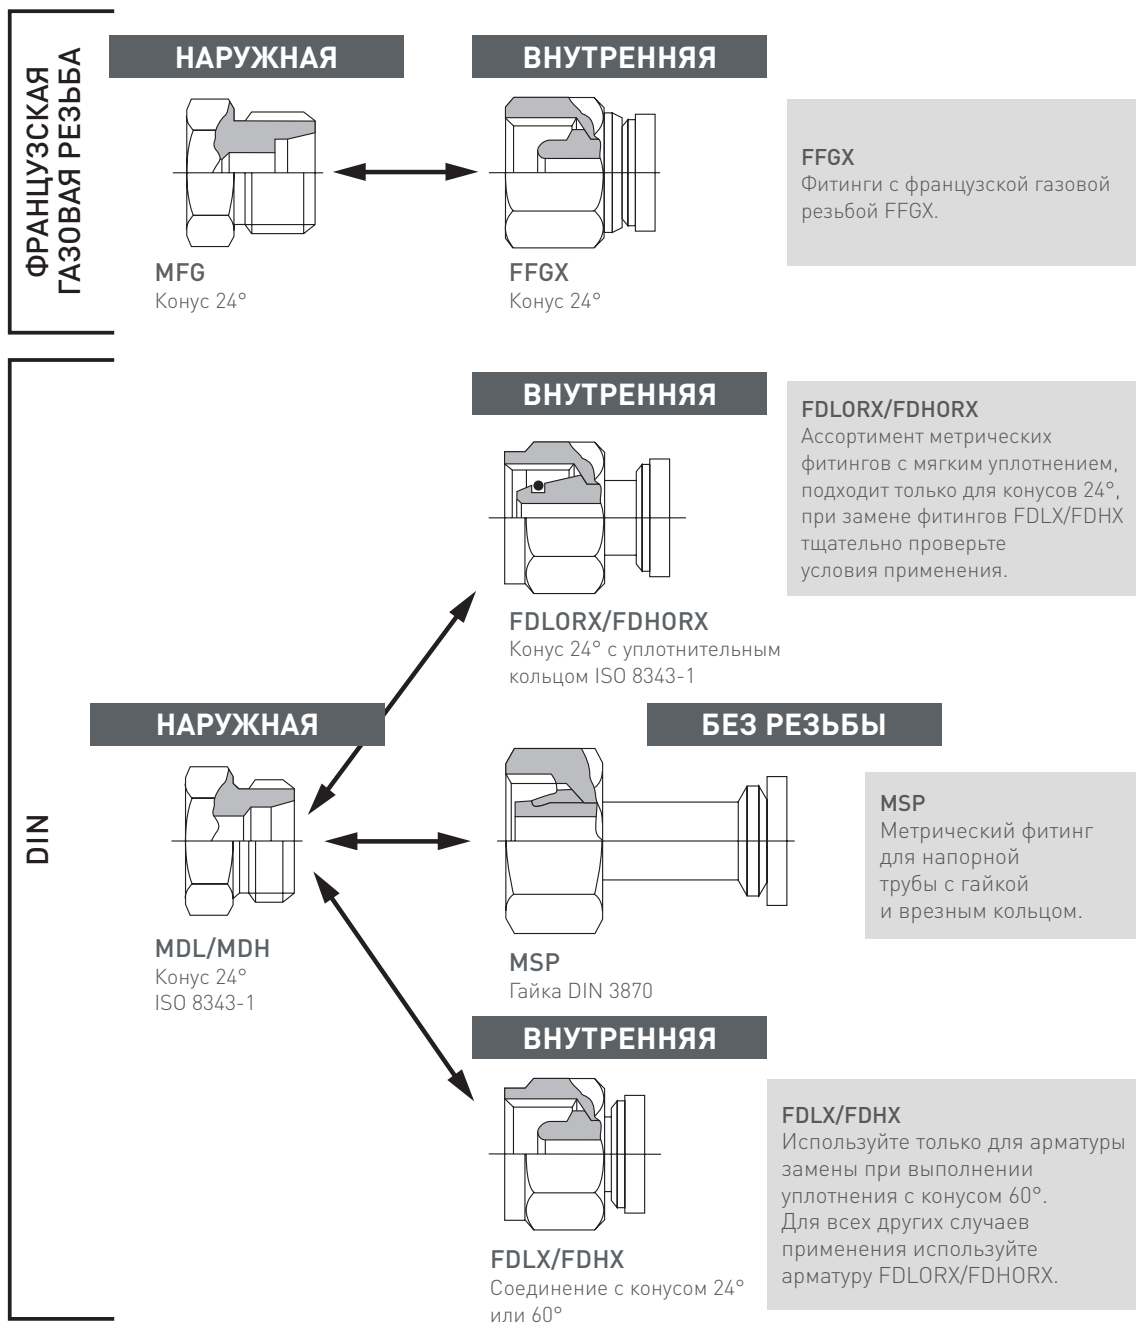 ФРАНЦУЗСКАЯ
ГАЗОВАЯ РЕЗЬБА
НАРУЖНАЯ
ВНУТРЕННЯЯ
MFG
Конус 24°
FFGX
Конус 24°
FFGX
Фитинги с французской газовой
резьбой FFGX.
DIN
ВНУТРЕННЯЯ
FDLORX/FDHORX
Конус 24° с уплотнительным
кольцом ISO 8343-1
FDLORX/FDHORX
Ассортимент метрических
фитингов с мягким уплотнением,
подходит только для конусов 24°,
при замене фитингов FDLX/FDHX
тщательно проверьте
условия применения.
НАРУЖНАЯ
MDL/MDH
Конус 24°
ISO 8343-1
БЕЗ РЕЗЬБЫ
MSP
Гайка DIN 3870
MSP
Метрический фитинг
для напорной
трубы с гайкой
и врезным кольцом.
ВНУТРЕННЯЯ
FDLX/FDHX
Соединение с конусом 24°
или 60°
FDLX/FDHX
Используйте только для арматуры
замены при выполнении
уплотнения с конусом 60°.
Для всех других случаев
применения используйте
арматуру FDLORX/FDHORX.